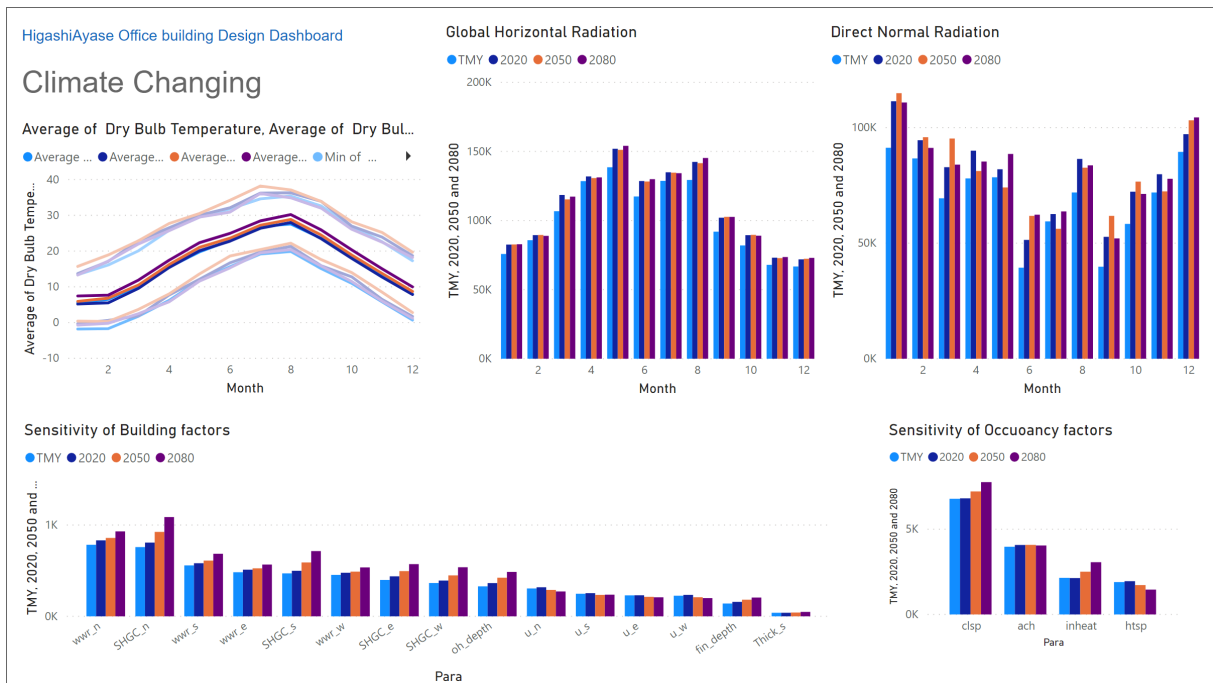 HigashiAyase Office building Design Dashboard
Climate Changing
Average of Dry Bulb Temperature, Average of Dry Bul...
Average ... Average... Average... Average... Min of ...
Average of Dry Bulb Tempe...
40
30
20
10
0
-10
2 4 6 8 10 12
Month
Global Horizontal Radiation
TMY 2020 2050 2080
TMY, 2020, 2050 and 2080
200K
150K
100K
50K
0K
2 4 6 8 10 12
Month
Direct Normal Radiation
TMY 2020 2050 2080
TMY, 2020, 2050 and 2080
100K
50K
0K
2 4 6 8 10 12
Month
Sensitivity of Building factors
TMY 2020 2050 2080
TMY, 2020, 2050 and ...
1K
0K
wwr_n SHGC_n wwr_s wwr_e SHGC_s wwr_w SHGC_e SHGC_w oh_depth u_n u_s u_e u_w fin_depth Thick_s
Para
Sensitivity of Occuoancy factors
TMY 2020 2050 2080
TMY, 2020, 2050 and 2080
5K
0K
clsp ach inheat htsp
Para